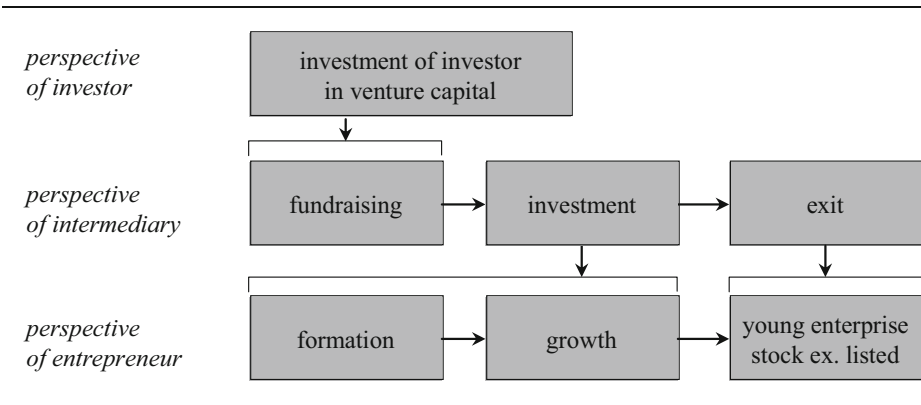 perspective
of investor
investment of investor
in venture capital
perspective
of intermediary
fundraising
investment
exit
perspective
of entrepreneur
formation
growth
young enterprise
stock ex. listed